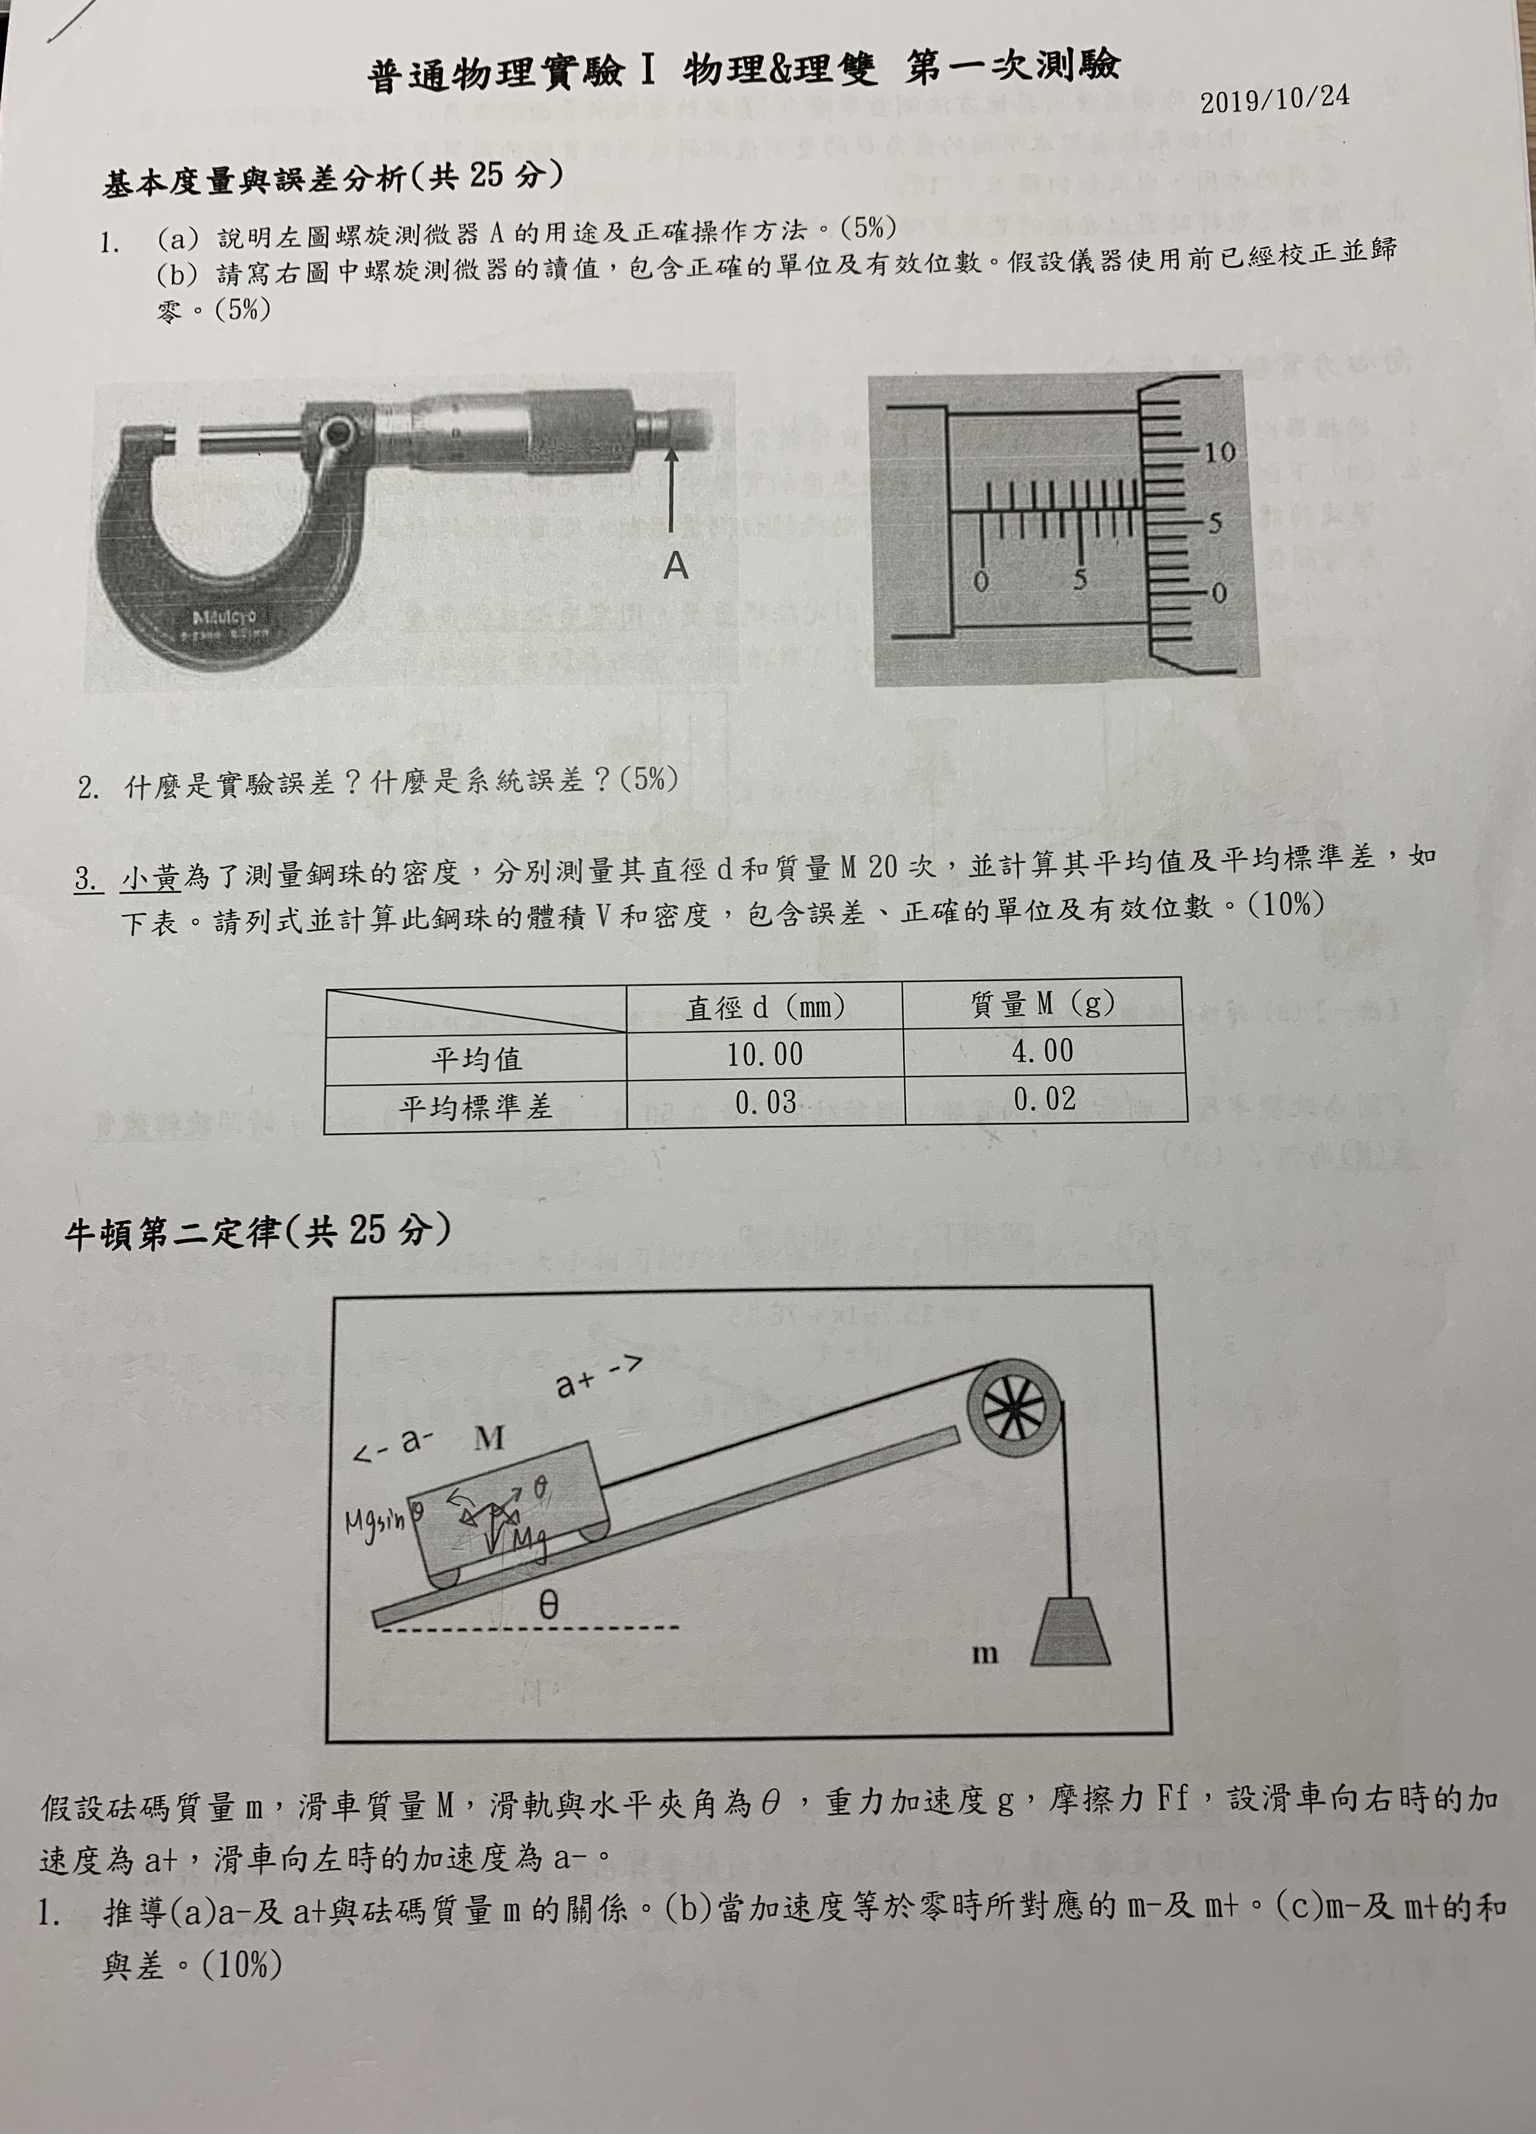 普通物理實驗 I 物理&理雙 第一次測驗
2019/10/24
基本度量與誤差分析(共 25 分)
1. (a) 說明左圖螺旋測微器 A 的用途及正確操作方法。(5%)
(b) 請寫右圖中螺旋測微器的讀值，包含正確的單位及有效位數。假設儀器使用前已經校正並歸
零。(5%)
Mitutoyo
A
10
5
0
0 5
2. 什麼是實驗誤差？什麼是系統誤差？(5%)
3. 小黃為了測量鋼珠的密度，分別測量其直徑 d 和質量 M 20 次，並計算其平均值及平均標準差，如
下表。請列式並計算此鋼珠的體積 V 和密度，包含誤差、正確的單位及有效位數。(10%)
直徑 d (mm) 質量 M (g)
平均值 10.00 4.00
平均標準差 0.03 0.02
牛頓第二定律(共 25 分)
a+ ->
<- a-
M
θ
Mgsinθ
Mg
θ
m
假設砝碼質量 m，滑車質量 M，滑軌與水平夾角為 θ，重力加速度 g，摩擦力 Ff，設滑車向右時的加
速度為 a+，滑車向左時的加速度為 a-。
1. 推導(a)a-及 a+與砝碼質量 m 的關係。(b)當加速度等於零時所對應的 m-及 m+。(c)m-及 m+的和
與差。(10%)